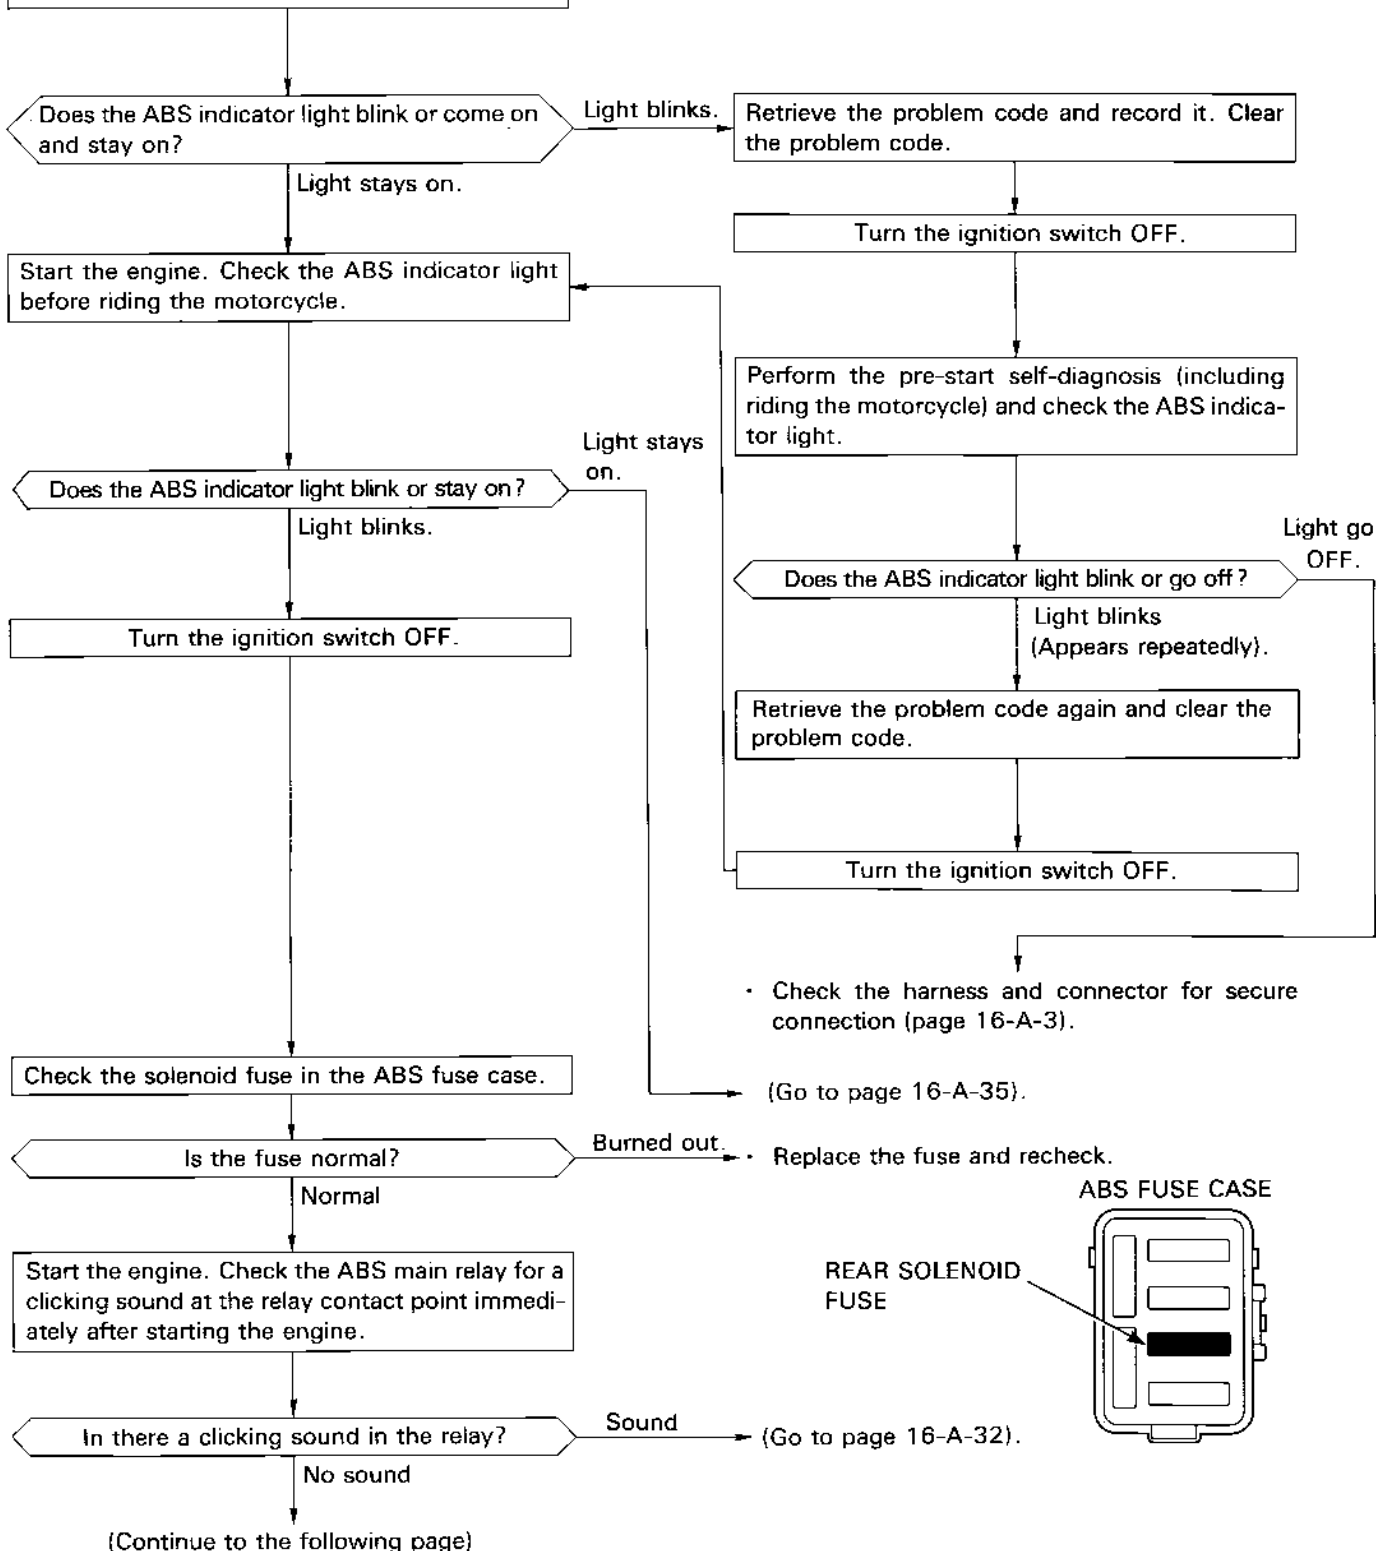 Does the ABS indicator light blink or come on
and stay on?
Light blinks.
Retrieve the problem code and record it. Clear
the problem code.
Light stays on.
Turn the ignition switch OFF.
Start the engine. Check the ABS indicator light
before riding the motorcycle.
Perform the pre-start self-diagnosis (including
riding the motorcycle) and check the ABS indica-
tor light.
Light stays
on.
Does the ABS indicator light blink or stay on?
Light blinks.
Light go
OFF.
Does the ABS indicator light blink or go off?
Light blinks
(Appears repeatedly).
Turn the ignition switch OFF.
Retrieve the problem code again and clear the
problem code.
Turn the ignition switch OFF.
· Check the harness and connector for secure
connection (page 16-A-3).
Check the solenoid fuse in the ABS fuse case.
(Go to page 16-A-35).
Is the fuse normal?
Burned out.
· Replace the fuse and recheck.
Normal
ABS FUSE CASE
REAR SOLENOID
FUSE
Start the engine. Check the ABS main relay for a
clicking sound at the relay contact point immedi-
ately after starting the engine.
In there a clicking sound in the relay?
Sound
(Go to page 16-A-32).
No sound
(Continue to the following page)